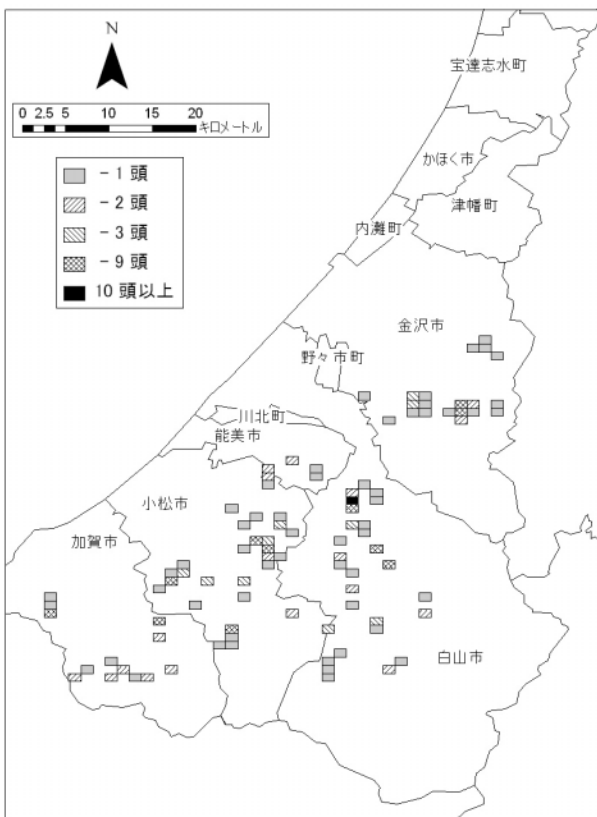 N
0 2.5 5 10 15 20
キロメートル
- 1 頭
- 2 頭
- 3 頭
- 9 頭
10 頭以上
宝達志水町
かほく市
津幡町
内灘町
金沢市
野々市町
川北町
能美市
小松市
加賀市
白山市